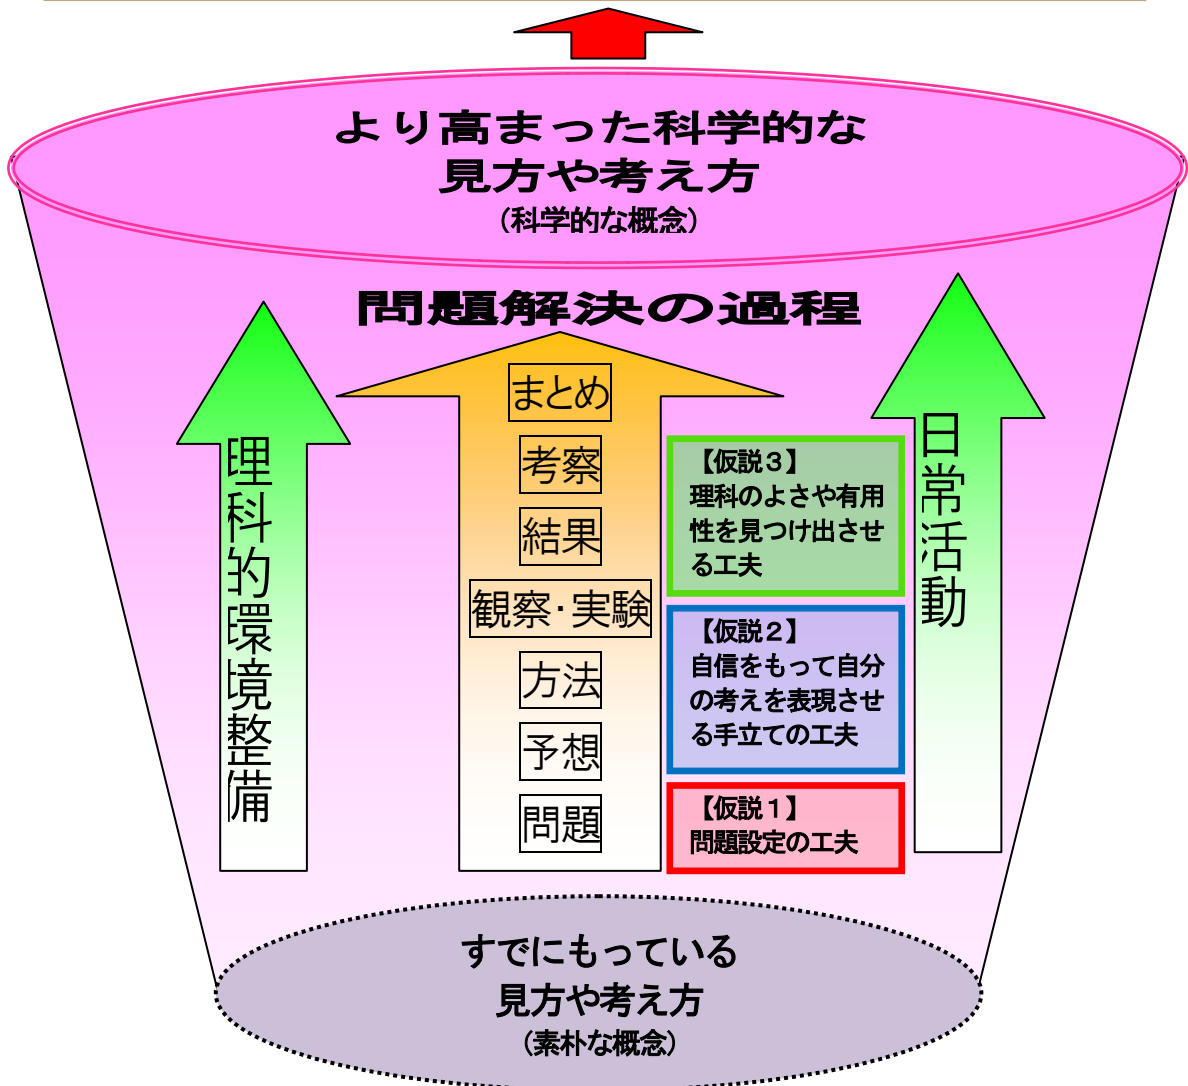 より高まった科学的な
見方や考え方
（科学的な概念）
問題解決の過程
まとめ
考察
結果
観察・実験
方法
予想
問題
理科的環境整備
日常活動
【仮説３】
理科のよさや有用
性を見つけ出させ
る工夫
【仮説２】
自信をもって自分
の考えを表現させ
る手立ての工夫
【仮説１】
問題設定の工夫
すでにもっている
見方や考え方
（素朴な概念）